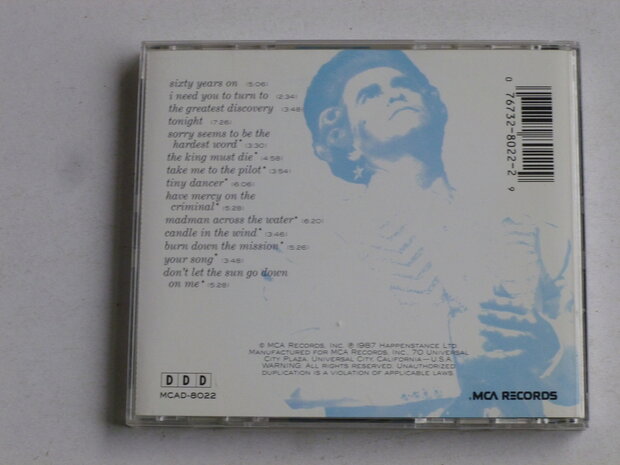 sixty years on (5:06)
i need you to turn to (2:34)
the greatest discovery (3:48)
tonight (7:26)
sorry seems to be the
hardest word* (3:30)
the king must die* (4:58)
take me to the pilot* (3:54)
tiny dancer* (6:06)
have mercy on the
criminal* (5:28)
madman across the water* (6:20)
candle in the wind* (3:46)
burn down the mission* (5:26)
your song* (3:48)
don't let the sun go down
on me* (5:28)
0 76732-8022-2 9
© MCA Records, Inc. ℗ 1987 Happenstance Ltd
Manufactured for MCA Records, Inc., 70 Universal
City Plaza, Universal City, California—U.S.A.
WARNING: All rights reserved. Unauthorized
duplication is a violation of applicable laws.
D D D
MCAD-8022
MCA RECORDS